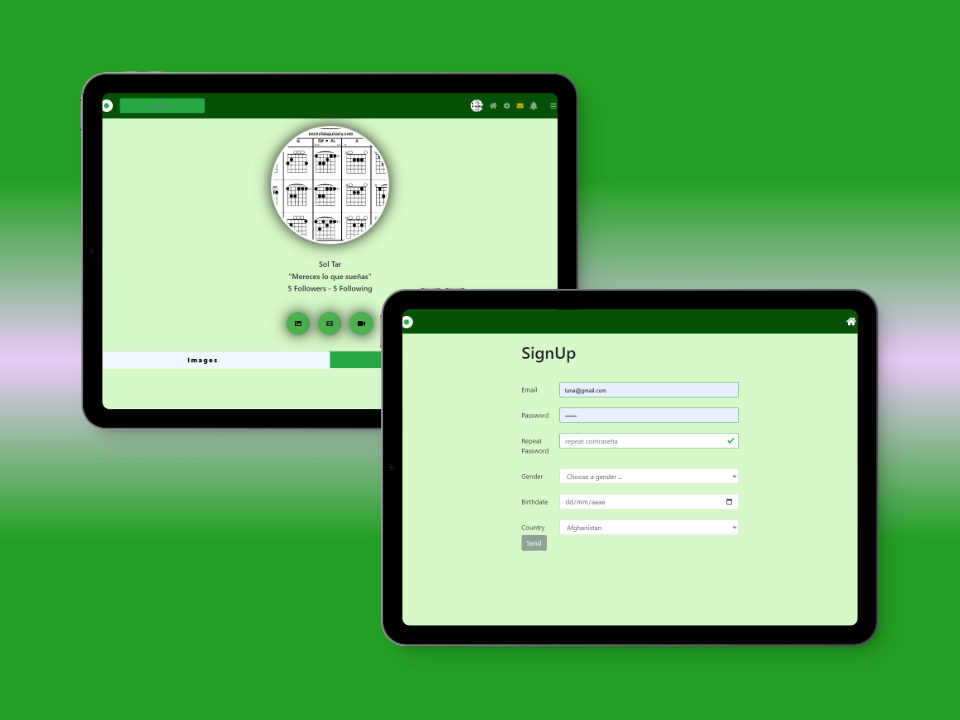 G
G# = A♭
A
Sol Tar
"Mereces lo que sueñas"
5 Followers - 5 Following
Images
SignUp
Email
luna@gmail.com
Password
•••••
Repeat Password
repeat contraseña
Gender
Choose a gender ...
Birthdate
dd/mm/aaaa
Country
Afghanistan
Send